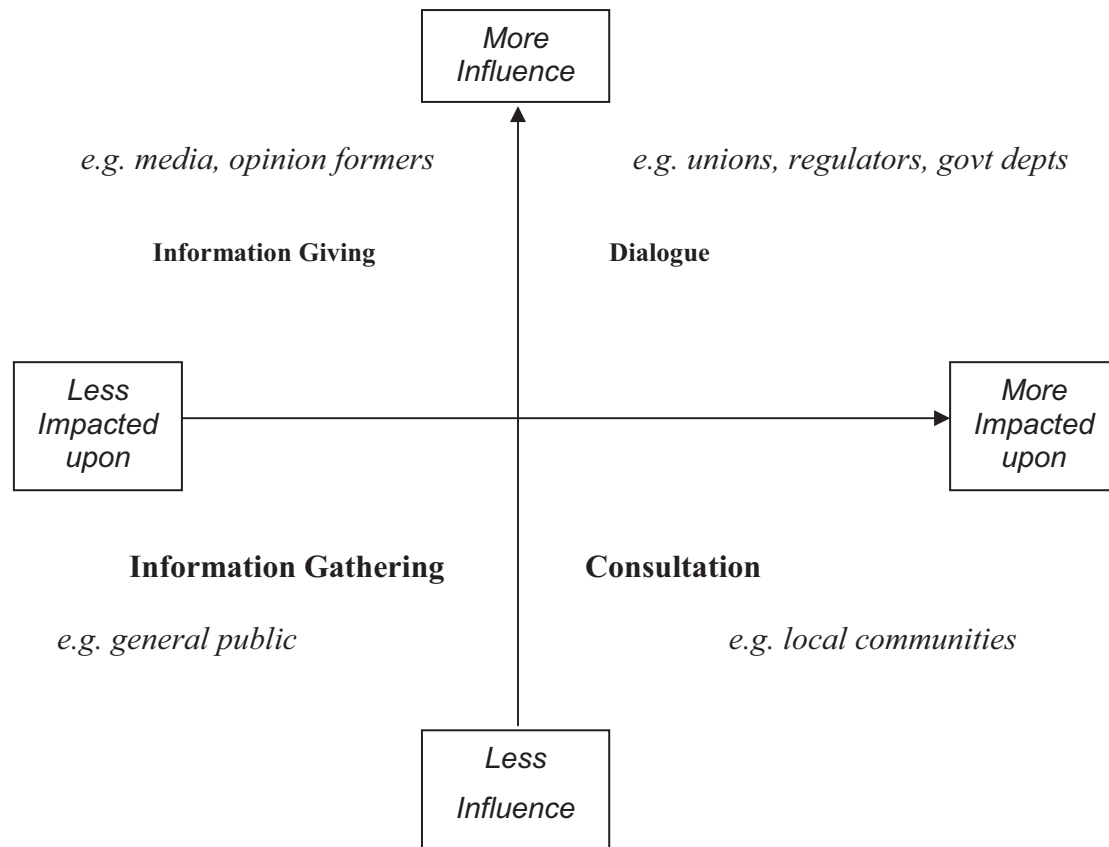 More
Influence
e.g. media, opinion formers
e.g. unions, regulators, govt depts
Information Giving
Dialogue
Less
Impacted
upon
More
Impacted
upon
Information Gathering
Consultation
e.g. general public
e.g. local communities
Less
Influence